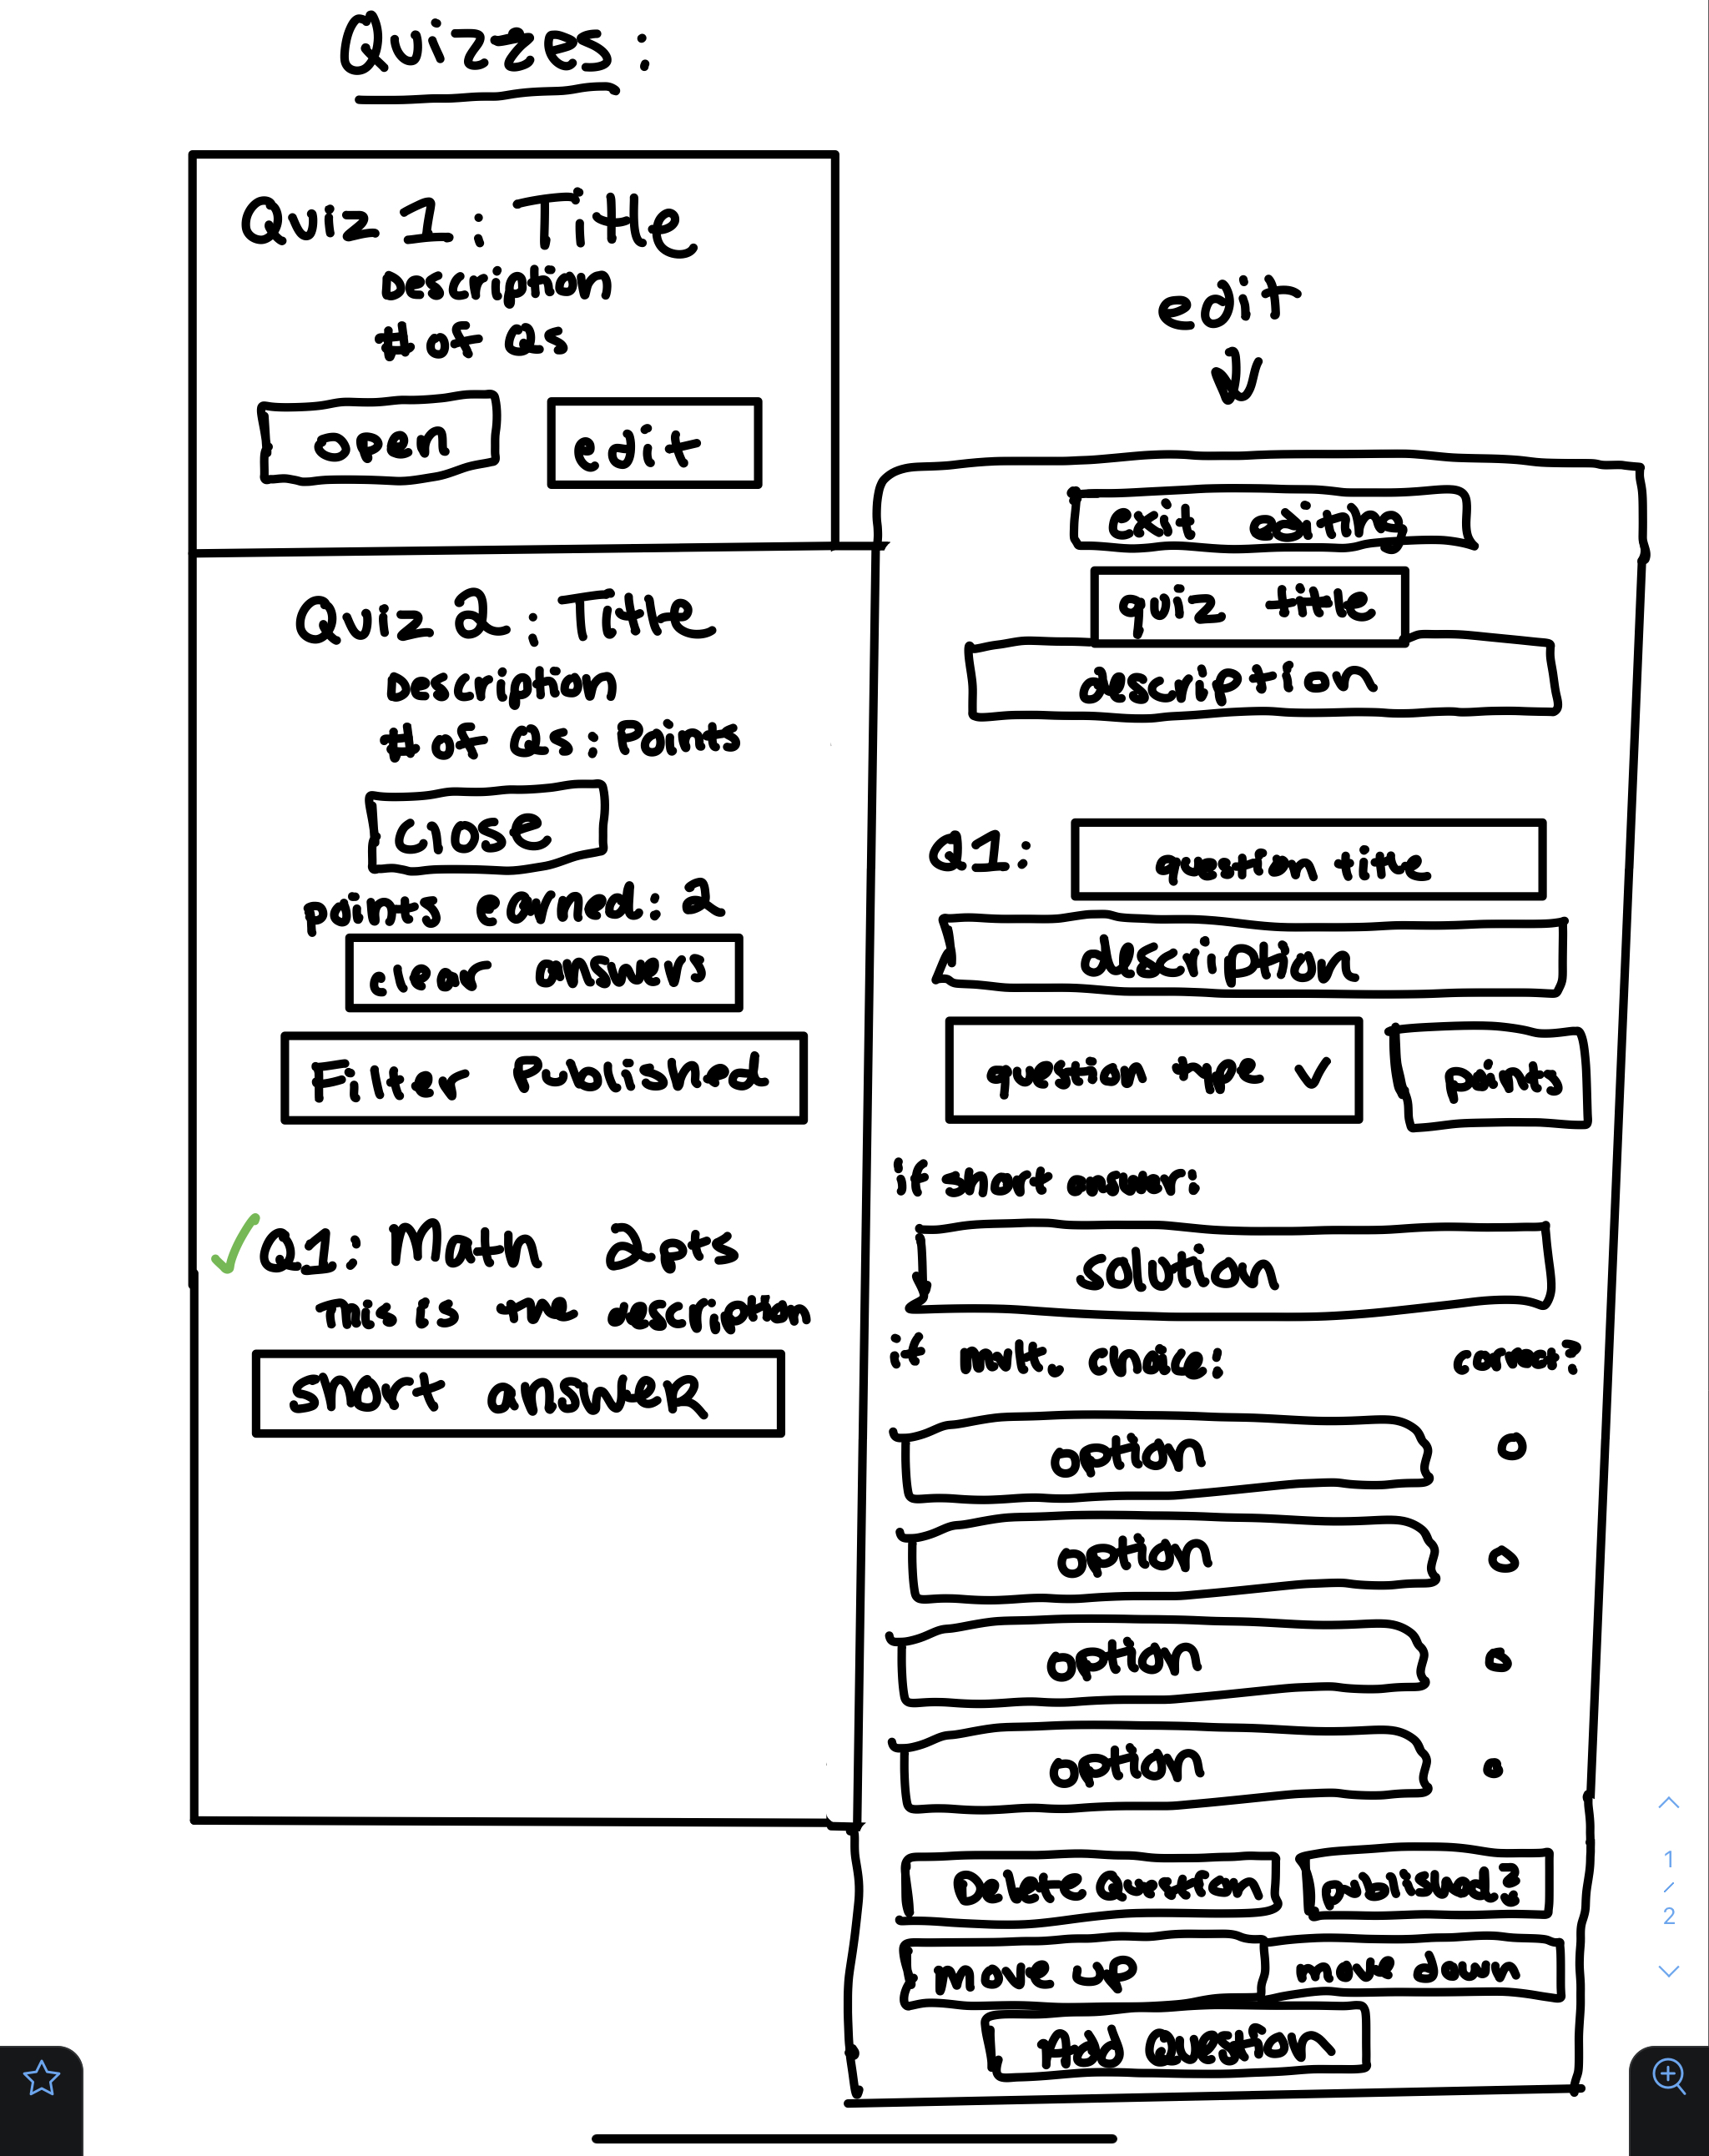 Quizzes:
Quiz 1: Title
Description
# of Qs
open
edit
Quiz 2: Title
Description
# of Qs: Points
close
points earned: 2
clear answers
Filter Published
Q1: Math 2pts
This is the description
short answer
edit
exit editing
quiz title
description
Q1: question title
description
question type
points
if short answer:
solution
if mult. choice: correct?
option
option
option
option
Delete Question
published?
move up
move down
Add Question
1
/
2